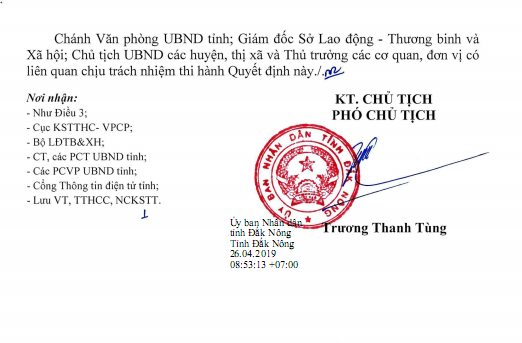 Chánh Văn phòng UBND tỉnh; Giám đốc Sở Lao động - Thương binh và
Xã hội; Chủ tịch UBND các huyện, thị xã và Thủ trưởng các cơ quan, đơn vị có
liên quan chịu trách nhiệm thi hành Quyết định này./.
Nơi nhận:
- Như Điều 3;
- Cục KSTTHC- VPCP;
- Bộ LĐTB&XH;
- CT, các PCT UBND tỉnh;
- Các PCVP UBND tỉnh;
- Cổng Thông tin điện tử tỉnh;
- Lưu VT, TTHCC, NCKSTT.
KT. CHỦ TỊCH
PHÓ CHỦ TỊCH
ỦY BAN NHÂN DÂN TỈNH ĐẮK NÔNG
Trương Thanh Tùng
Ủy ban Nhân dân
tỉnh Đắk Nông
Tỉnh Đắk Nông
26.04.2019
08:53:13 +07:00